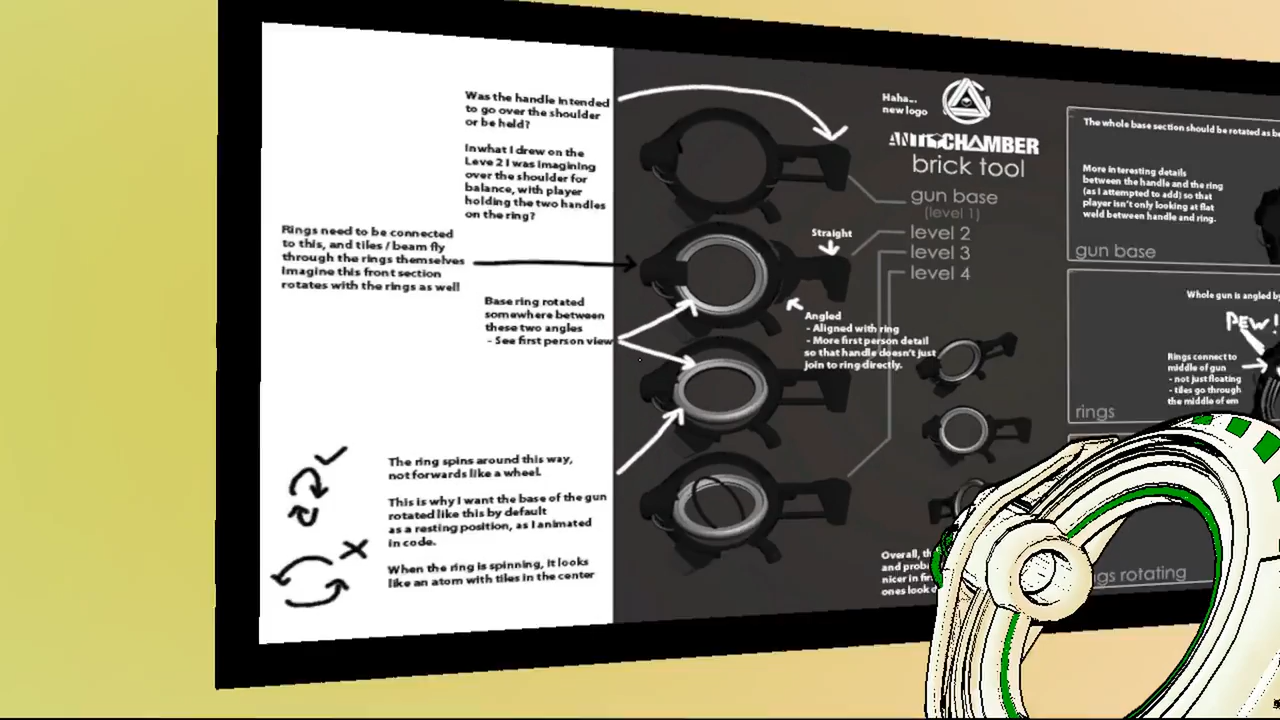 Was the handle intended
to go over the shoulder
or be held?
In what I drew on the
Leve 2 I was imagining
over the shoulder for
balance, with player
holding the two handles
on the ring?
Rings need to be connected
to this, and tiles / beam fly
through the rings themselves
Imagine this front section
rotates with the rings as well
Base ring rotated
somewhere between
these two angles
- See first person view
The ring spins around this way,
not forwards like a wheel.
This is why I want the base of the gun
rotated like this by default
as a resting position, as I animated
in code.
When the ring is spinning, it looks
like an atom with tiles in the center
Haha...
new logo
ANTICHAMBER
brick tool
gun base
(level 1)
level 2
level 3
level 4
Straight
Angled
- Aligned with ring
- More first person detail
so that handle doesn't just
join to ring directly.
Overall, th
and prob
nicer in fir
ones look d
The whole base section should be rotated as b
More interesting details
between the handle and the ring
(as I attempted to add) so that
player isn't only looking at flat
weld between handle and ring.
gun base
Whole gun is angled by
PEW!
Rings connect to
middle of gun
- not just floating
- tiles go through
the middle of em
rings
gs rotating